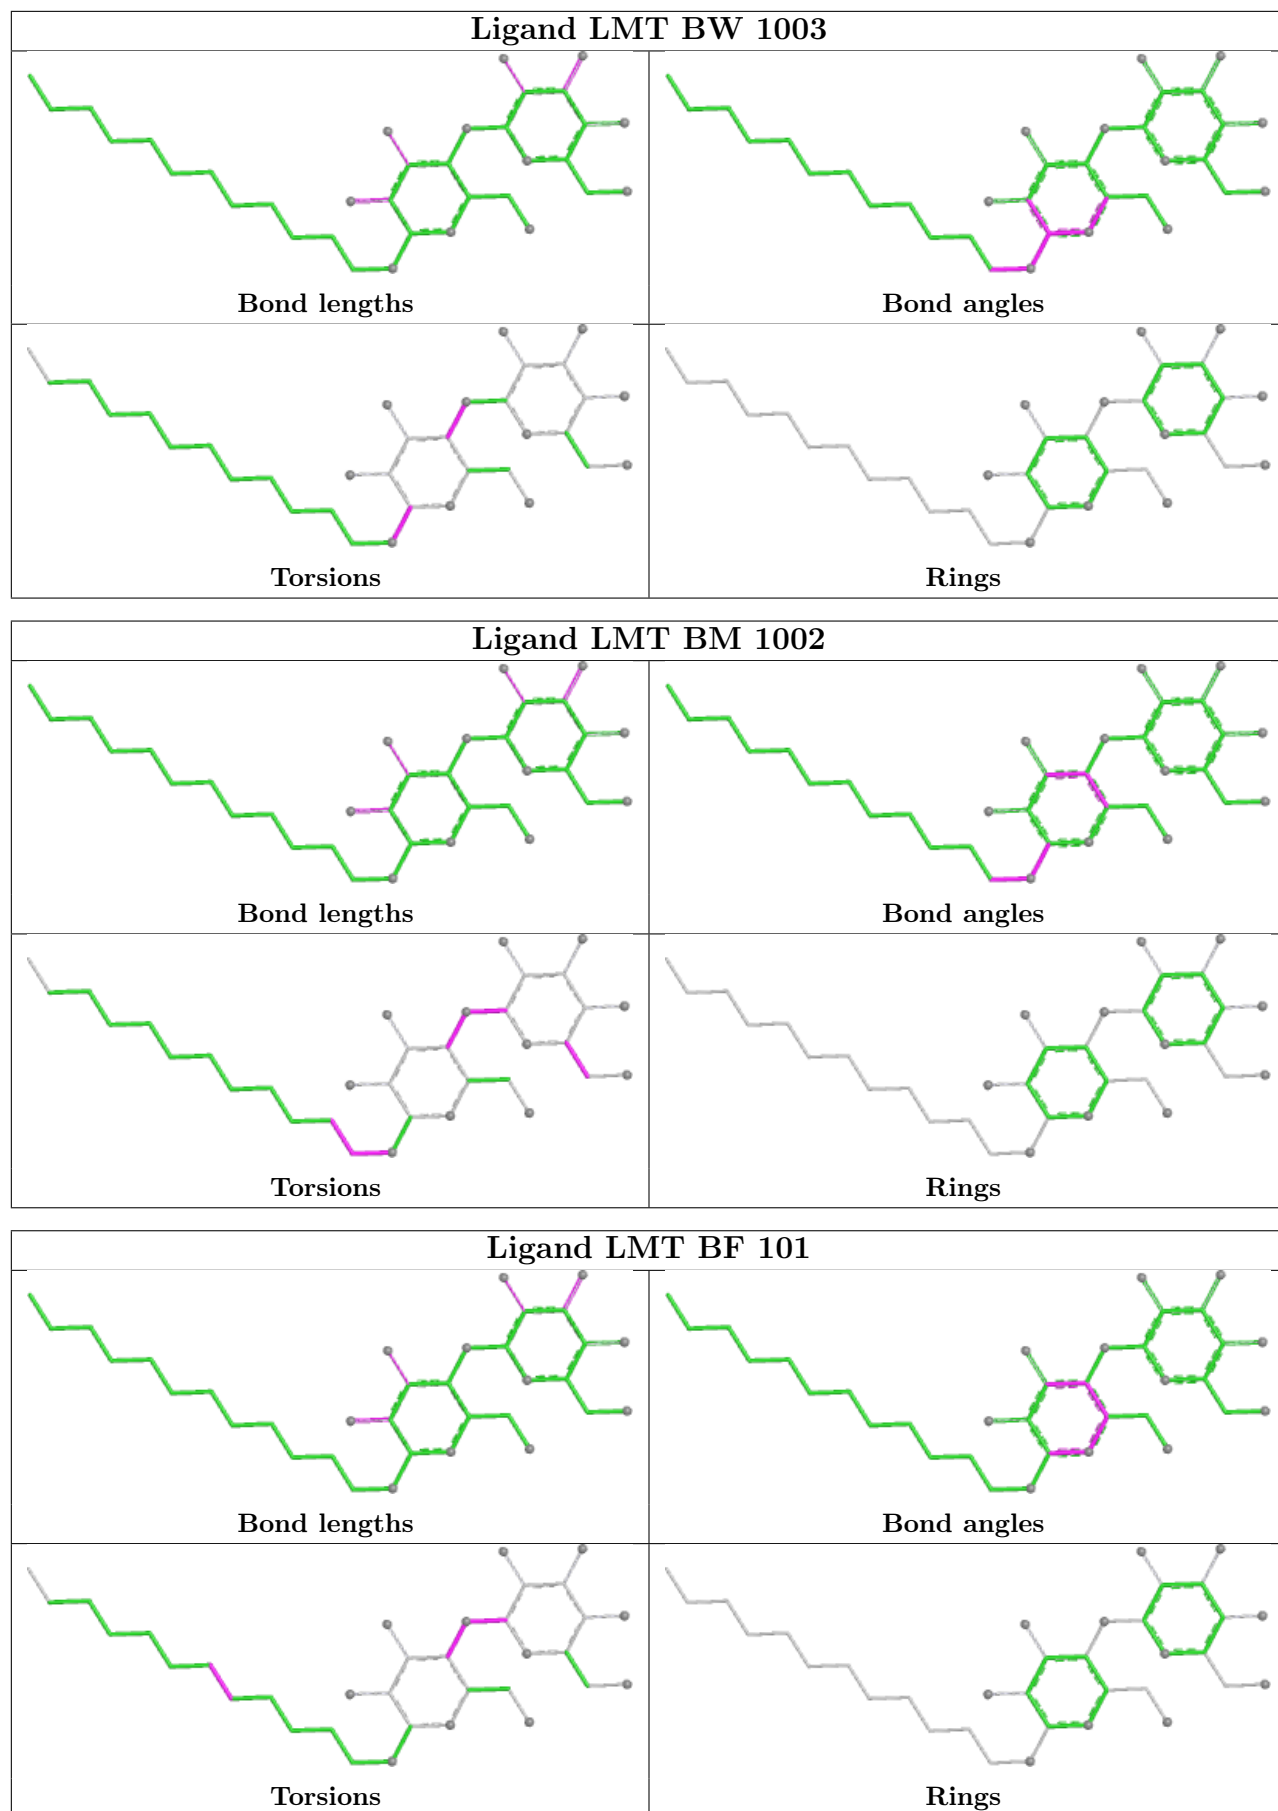 Ligand LMT BW 1003
Bond lengths
Bond angles
Torsions
Rings
Ligand LMT BM 1002
Bond lengths
Bond angles
Torsions
Rings
Ligand LMT BF 101
Bond lengths
Bond angles
Torsions
Rings